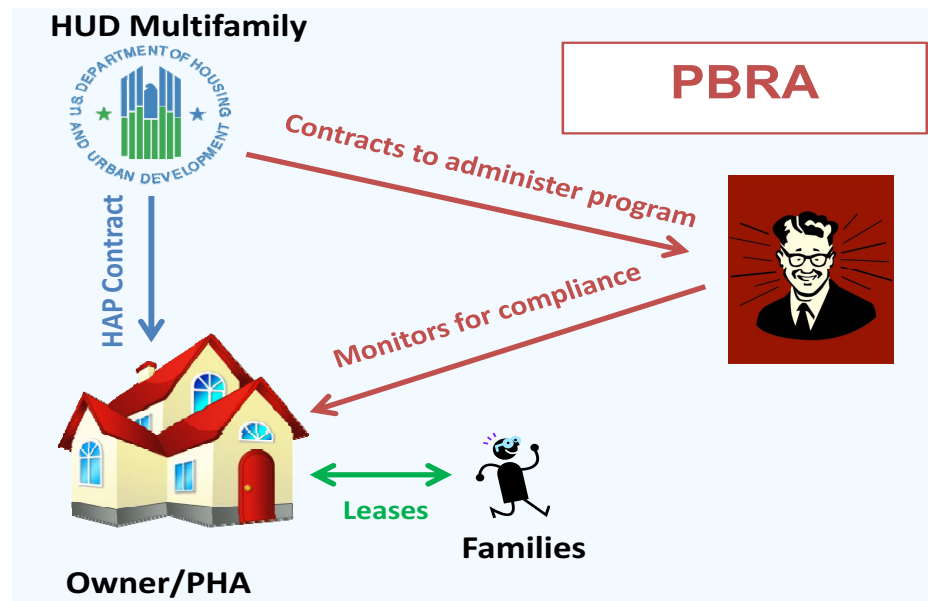 HUD Multifamily
U.S. DEPARTMENT OF HOUSING
AND URBAN DEVELOPMENT
PBRA
Contracts to administer program
HAP Contract
Monitors for compliance
Leases
Families
Owner/PHA